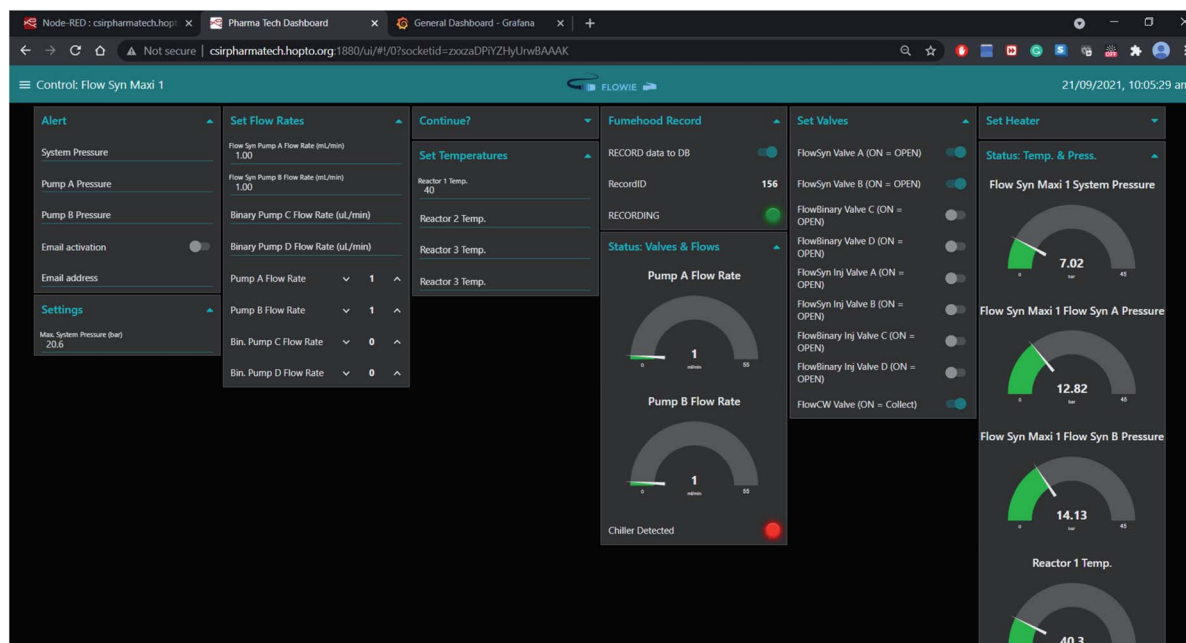 Node-RED : csirpharmatech.hopt
Pharma Tech Dashboard
General Dashboard - Grafana
Not secure | csirpharmatech.hopto.org:1880/ui/#!/0?socketid=zxxzaDPiYZHyUrwBAAAK
Control: Flow Syn Maxi 1
FLOWIE
21/09/2021, 10:05:29 am
Alert
System Pressure
Pump A Pressure
Pump B Pressure
Email activation
Email address
Settings
Max. System Pressure (bar)
20.6
Set Flow Rates
Flow Syn Pump A Flow Rate (mL/min)
1.00
Flow Syn Pump B Flow Rate (mL/min)
1.00
Binary Pump C Flow Rate (uL/min)
Binary Pump D Flow Rate (uL/min)
Pump A Flow Rate 1
Pump B Flow Rate 1
Bin. Pump C Flow Rate 0
Bin. Pump D Flow Rate 0
Continue?
Set Temperatures
Reactor 1 Temp.
40
Reactor 2 Temp.
Reactor 3 Temp.
Reactor 3 Temp.
Fumehood Record
RECORD data to DB
RecordID 156
RECORDING
Status: Valves & Flows
Pump A Flow Rate
1
0 ml/min 55
Pump B Flow Rate
1
0 ml/min 55
Chiller Detected
Set Valves
FlowSyn Valve A (ON = OPEN)
FlowSyn Valve B (ON = OPEN)
FlowBinary Valve C (ON =
OPEN)
FlowBinary Valve D (ON =
OPEN)
FlowSyn Inj Valve A (ON =
OPEN)
FlowSyn Inj Valve B (ON =
OPEN)
FlowBinary Inj Valve C (ON =
OPEN)
FlowBinary Inj Valve D (ON =
OPEN)
FlowCW Valve (ON = Collect)
Set Heater
Status: Temp. & Press.
Flow Syn Maxi 1 System Pressure
7.02
0 bar 45
Flow Syn Maxi 1 Flow Syn A Pressure
12.82
0 bar 45
Flow Syn Maxi 1 Flow Syn B Pressure
14.13
0 bar 45
Reactor 1 Temp.
40.3